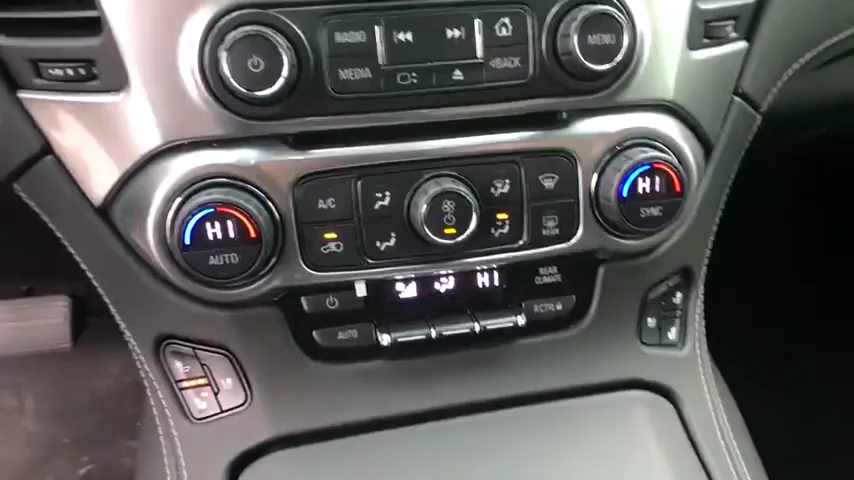 RADIO
MEDIA
BACK
MENU
A/C
HI
AUTO
REAR
HI
SYNC
HI
REAR
CLIMATE
AUTO
RCTRL